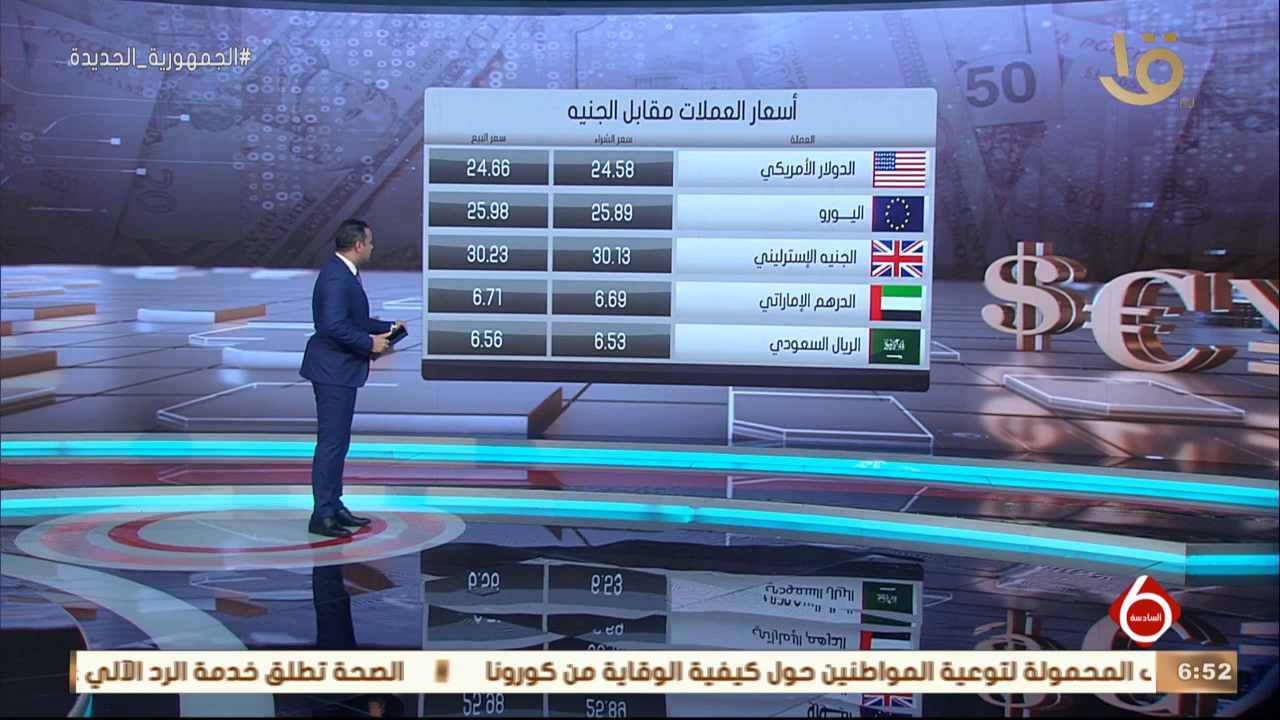 #الجمهورية_الجديدة
50
HD
أسعار العملات مقابل الجنيه
العملة سعر الشراء سعر البيع
الدولار الأمريكي 24.58 24.66
اليـــورو 25.89 25.98
الجنيه الإسترليني 30.13 30.23
الدرهم الإماراتي 6.69 6.71
الريال السعودي 6.53 6.56
$€¥
السادسة
6:52
المحمولة لتوعية المواطنين حول كيفية الوقاية من كورونا
الصحة تطلق خدمة الرد الآلي